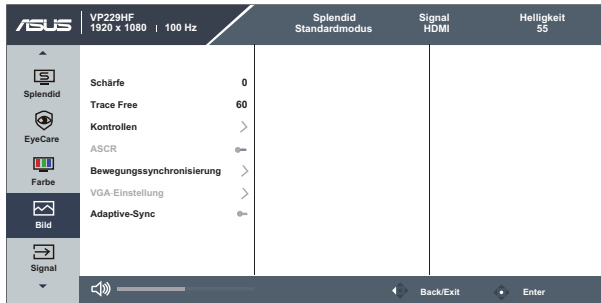 ASUS
VP229HF
1920 x 1080 | 100 Hz
Splendid
Standardmodus
Signal
HDMI
Helligkeit
55
Splendid
EyeCare
Farbe
Bild
Signal
Schärfe 0
Trace Free 60
Kontrollen
ASCR
Bewegungssynchronisierung
VGA-Einstellung
Adaptive-Sync
Back/Exit
Enter